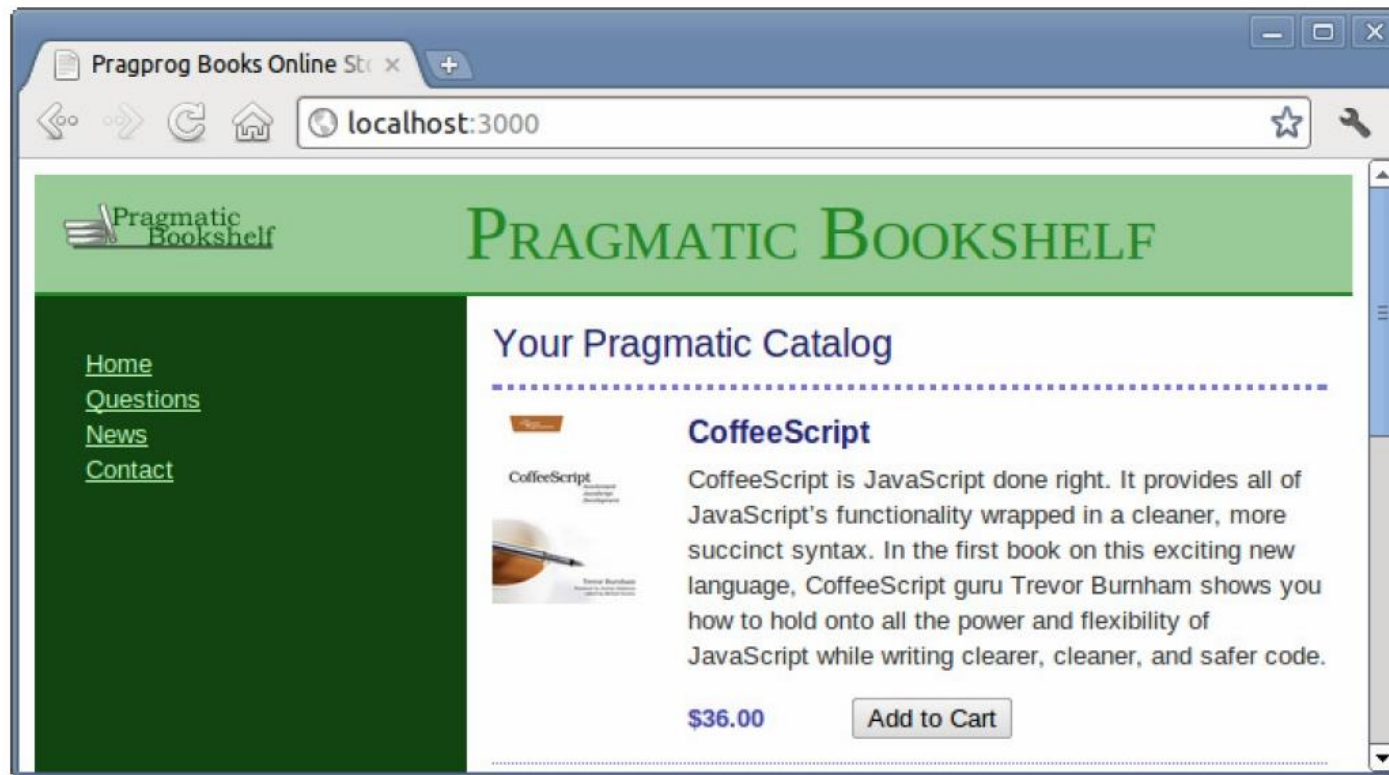 Pragprog Books Online Sto
localhost:3000
Pragmatic
Bookshelf
PRAGMATIC BOOKSHELF
Home
Questions
News
Contact
Your Pragmatic Catalog
CoffeeScript
CoffeeScript
CoffeeScript is JavaScript done right. It provides all of
JavaScript's functionality wrapped in a cleaner, more
succinct syntax. In the first book on this exciting new
language, CoffeeScript guru Trevor Burnham shows you
how to hold onto all the power and flexibility of
JavaScript while writing clearer, cleaner, and safer code.
$36.00
Add to Cart